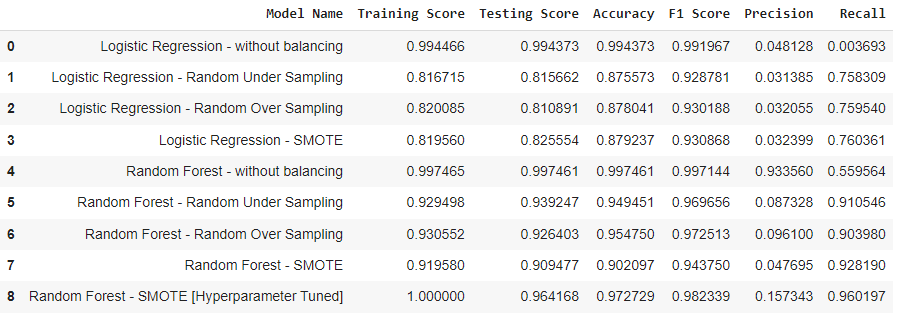 Model Name Training Score Testing Score Accuracy F1 Score Precision Recall
0 Logistic Regression - without balancing 0.994466 0.994373 0.994373 0.991967 0.048128 0.003693
1 Logistic Regression - Random Under Sampling 0.816715 0.815662 0.875573 0.928781 0.031385 0.758309
2 Logistic Regression - Random Over Sampling 0.820085 0.810891 0.878041 0.930188 0.032055 0.759540
3 Logistic Regression - SMOTE 0.819560 0.825554 0.879237 0.930868 0.032399 0.760361
4 Random Forest - without balancing 0.997465 0.997461 0.997461 0.997144 0.933560 0.559564
5 Random Forest - Random Under Sampling 0.929498 0.939247 0.949451 0.969656 0.087328 0.910546
6 Random Forest - Random Over Sampling 0.930552 0.926403 0.954750 0.972513 0.096100 0.903980
7 Random Forest - SMOTE 0.919580 0.909477 0.902097 0.943750 0.047695 0.928190
8 Random Forest - SMOTE [Hyperparameter Tuned] 1.000000 0.964168 0.972729 0.982339 0.157343 0.960197